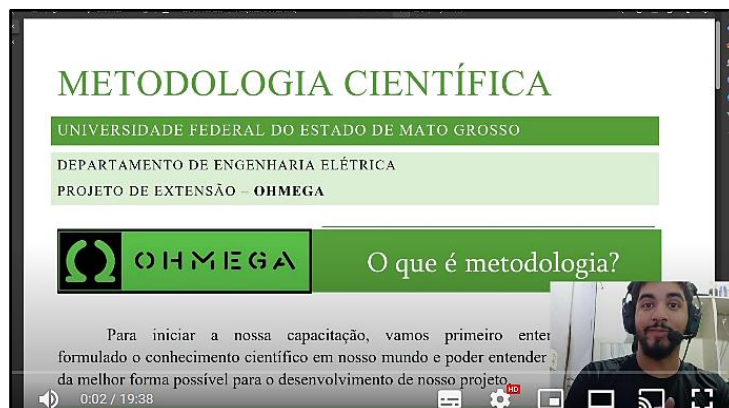 METODOLOGIA CIENTÍFICA
UNIVERSIDADE FEDERAL DO ESTADO DE MATO GROSSO
DEPARTAMENTO DE ENGENHARIA ELÉTRICA
PROJETO DE EXTENSÃO – OHMEGA
OHMEGA
O que é metodologia?
Para iniciar a nossa capacitação, vamos primeiro enter
formulado o conhecimento científico em nosso mundo e poder entender
da melhor forma possível para o desenvolvimento de nosso projeto
0:02 / 19:38
HD